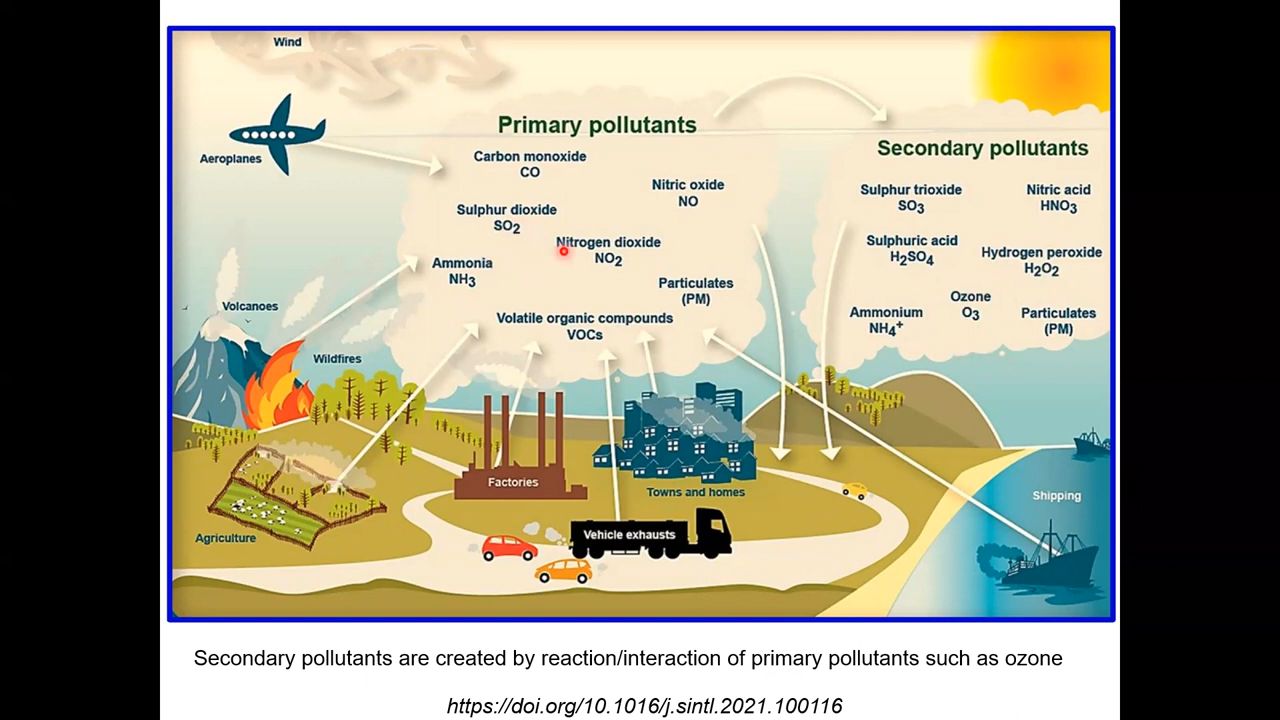 Wind
Aeroplanes
Primary pollutants
Carbon monoxide
CO
Nitric oxide
NO
Sulphur dioxide
SO2
Nitrogen dioxide
NO2
Ammonia
NH3
Particulates
(PM)
Volatile organic compounds
VOCs
Secondary pollutants
Sulphur trioxide
SO3
Nitric acid
HNO3
Sulphuric acid
H2SO4
Hydrogen peroxide
H2O2
Ammonium
NH4+
Ozone
O3
Particulates
(PM)
Volcanoes
Wildfires
Agriculture
Factories
Towns and homes
Vehicle exhausts
Shipping
Secondary pollutants are created by reaction/interaction of primary pollutants such as ozone
https://doi.org/10.1016/j.sintl.2021.100116